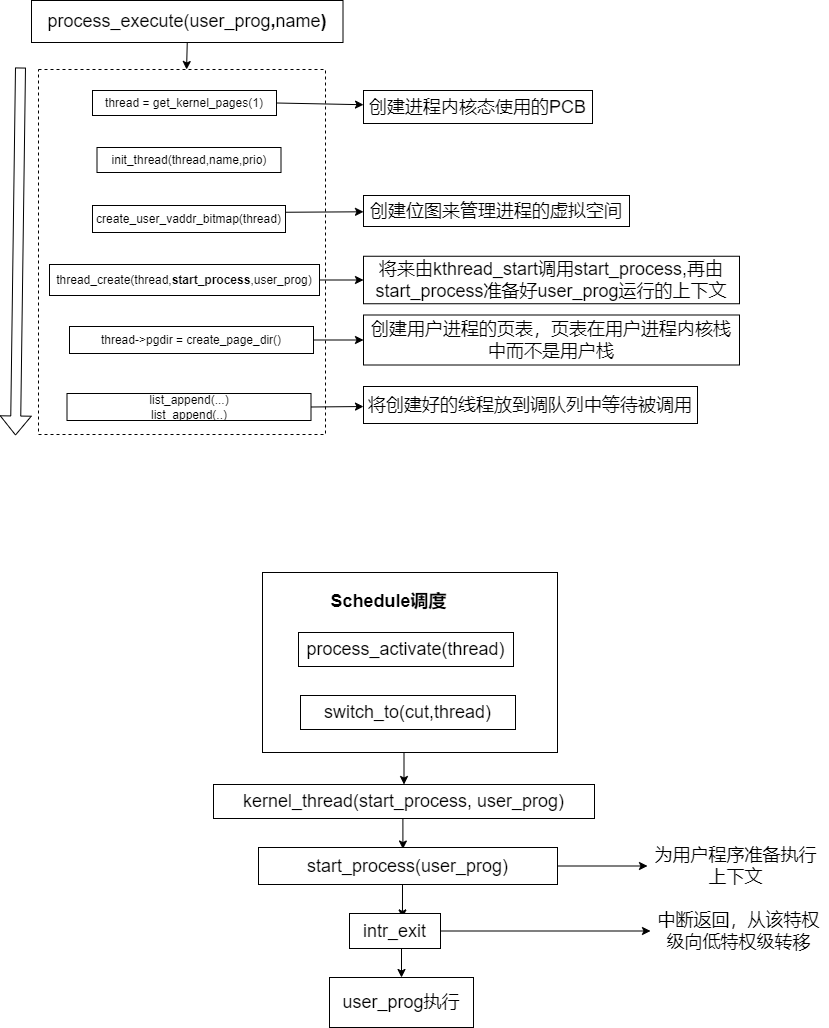 process_execute(user_prog,name)
thread = get_kernel_pages(1)
创建进程内核态使用的PCB
init_thread(thread,name,prio)
create_user_vaddr_bitmap(thread)
创建位图来管理进程的虚拟空间
thread_create(thread,start_process,user_prog)
将来由kthread_start调用start_process,再由
start_process准备好user_prog运行的上下文
thread->pgdir = create_page_dir()
创建用户进程的页表，页表在用户进程内核栈
中而不是用户栈
list_append(...)
list_append(..)
将创建好的线程放到调队列中等待被调用
Schedule调度
process_activate(thread)
switch_to(cut,thread)
kernel_thread(start_process, user_prog)
start_process(user_prog)
为用户程序准备执行
上下文
intr_exit
中断返回，从该特权
级向低特权级转移
user_prog执行